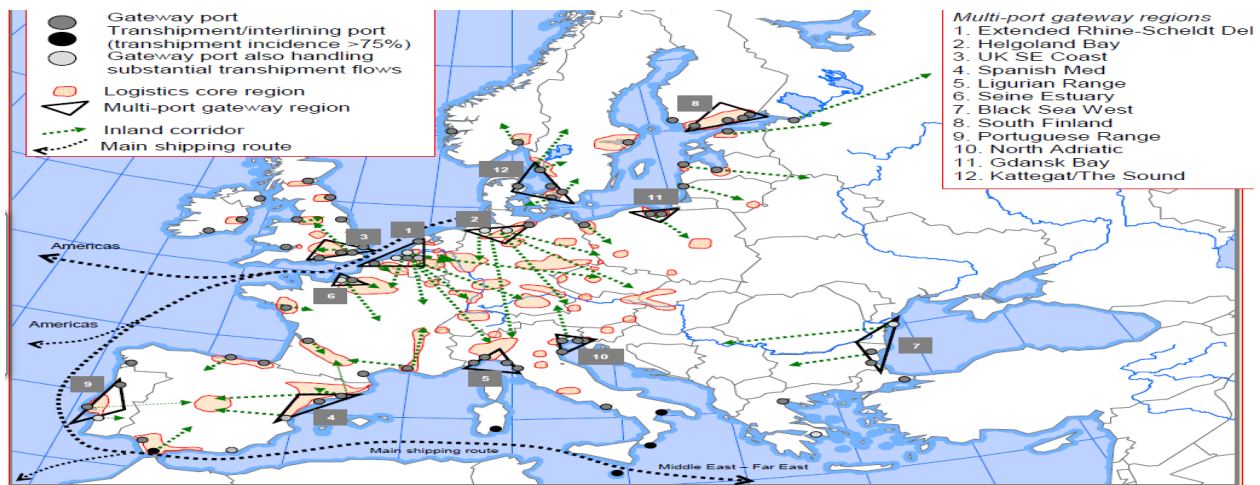 Gateway port
Transhipment/interlining port
(transhipment incidence >75%)
Gateway port also handling
substantial transhipment flows
Logistics core region
Multi-port gateway region
Inland corridor
Main shipping route
Multi-port gateway regions
1. Extended Rhine-Scheldt Del
2. Helgoland Bay
3. UK SE Coast
4. Spanish Med
5. Ligurian Range
6. Seine Estuary
7. Black Sea West
8. South Finland
9. Portuguese Range
10. North Adriatic
11. Gdansk Bay
12. Kattegat/The Sound
8
12
11
2
1
3
Americas
6
Americas
7
10
5
9
4
Main shipping route
Middle East – Far East